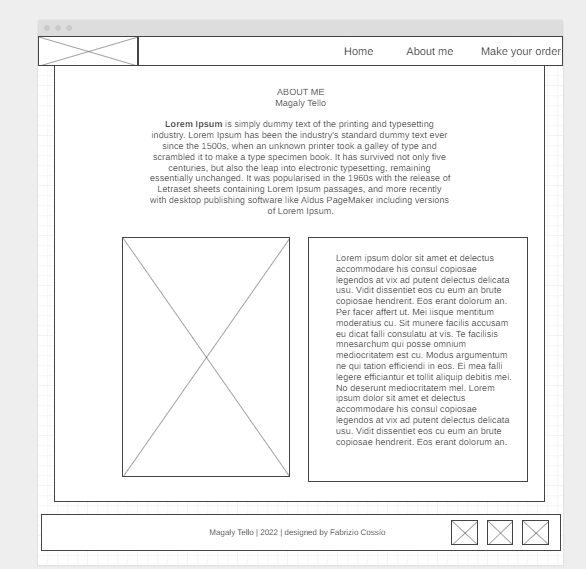 Home About me Make your order
ABOUT ME
Magaly Tello
Lorem Ipsum is simply dummy text of the printing and typesetting
industry. Lorem Ipsum has been the industry's standard dummy text ever
since the 1500s, when an unknown printer took a galley of type and
scrambled it to make a type specimen book. It has survived not only five
centuries, but also the leap into electronic typesetting, remaining
essentially unchanged. It was popularised in the 1960s with the release of
Letraset sheets containing Lorem Ipsum passages, and more recently
with desktop publishing software like Aldus PageMaker including versions
of Lorem Ipsum.
Lorem ipsum dolor sit amet et delectus
accommodare his consul copiosae
legendos at vix ad putent delectus delicata
usu. Vidit dissentiet eos cu eum an brute
copiosae hendrerit. Eos erant dolorum an.
Per facer affert ut. Mei iisque mentitum
moderatius cu. Sit munere facilis accusam
eu dicat falli consulatu at vis. Te facilisis
mnesarchum qui posse omnium
mediocritatem est cu. Modus argumentum
ne qui tation efficiendi in eos. Ei mea falli
legere efficiantur et tollit aliquip debitis mei.
No deserunt mediocritatem mel. Lorem
ipsum dolor sit amet et delectus
accommodare his consul copiosae
legendos at vix ad putent delectus delicata
usu. Vidit dissentiet eos cu eum an brute
copiosae hendrerit. Eos erant dolorum an.
Magaly Tello | 2022 | designed by Fabrizio Cossío